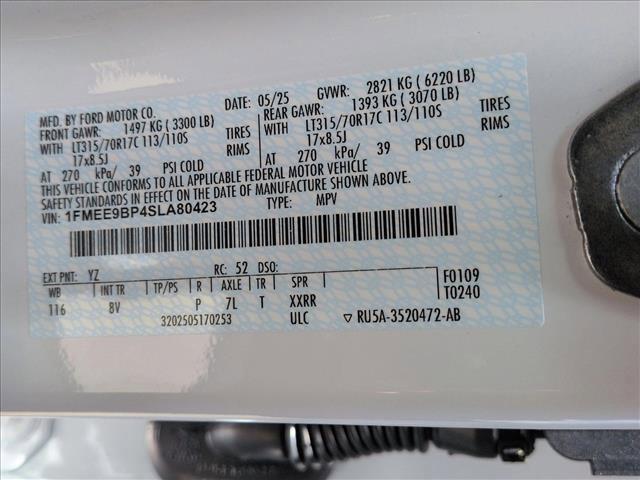 MFD. BY FORD MOTOR CO.
DATE: 05/25 GVWR: 2821 KG ( 6220 LB)
FRONT GAWR: 1497 KG ( 3300 LB) REAR GAWR: 1393 KG ( 3070 LB)
WITH LT315/70R17C 113/110S TIRES WITH LT315/70R17C 113/110S TIRES
17x8.5J RIMS 17x8.5J RIMS
AT 270 kPa/ 39 PSI COLD AT 270 kPa/ 39 PSI COLD
THIS VEHICLE CONFORMS TO ALL APPLICABLE FEDERAL MOTOR VEHICLE
SAFETY STANDARDS IN EFFECT ON THE DATE OF MANUFACTURE SHOWN ABOVE.
VIN: 1FMEE9BP4SLA80423 TYPE: MPV
EXT PNT: YZ RC: 52 DSO: F0109
WB INT TR TP/PS R AXLE TR SPR T0240
116 8V P 7L T XXRR
3202505170253 ULC ▽ RU5A-3520472-AB